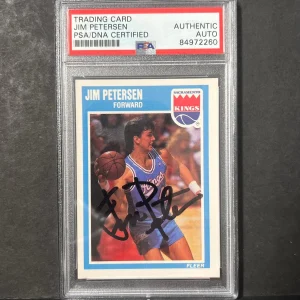 TRADING CARD
JIM PETERSEN
PSA/DNA CERTIFIED
AUTHENTIC
AUTO
84972260
PSA
JIM PETERSEN
FORWARD
SACRAMENTO
KINGS
FLEER